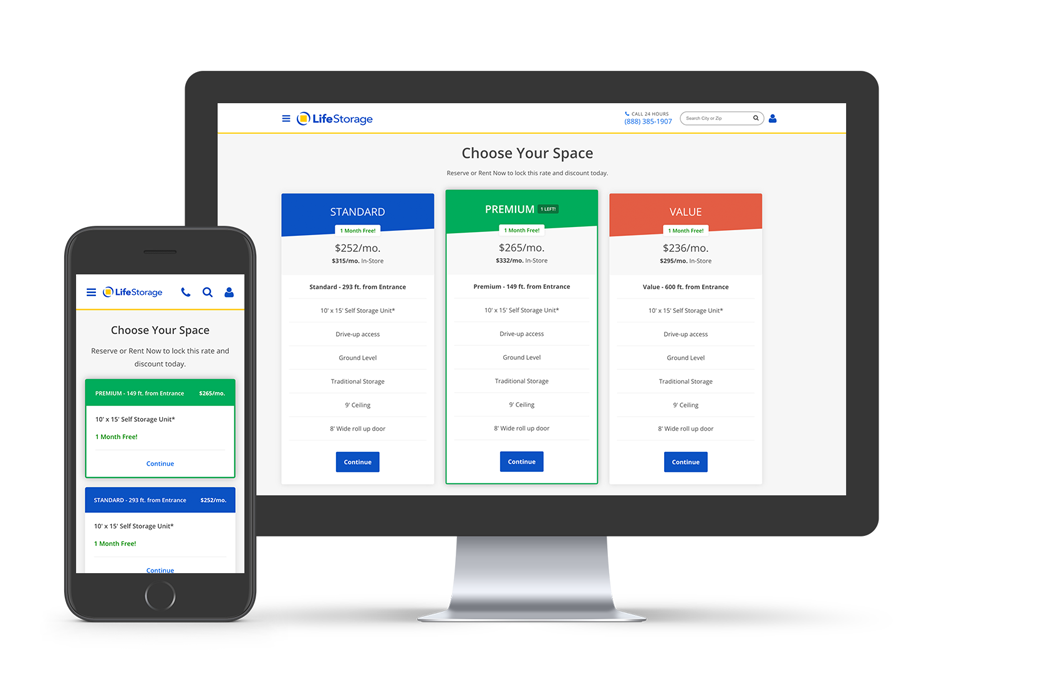 LifeStorage
CALL 24 HOURS
(888) 385-1907
Search City or Zip
Choose Your Space
Reserve or Rent Now to lock this rate and discount today.
STANDARD
1 Month Free!
$252/mo.
$315/mo. In-Store
Standard - 293 ft. from Entrance
10' x 15' Self Storage Unit*
Drive-up access
Ground Level
Traditional Storage
9' Ceiling
8' Wide roll up door
Continue
PREMIUM 1 LEFT!
1 Month Free!
$265/mo.
$332/mo. In-Store
Premium - 149 ft. from Entrance
10' x 15' Self Storage Unit*
Drive-up access
Ground Level
Traditional Storage
9' Ceiling
8' Wide roll up door
Continue
VALUE
1 Month Free!
$236/mo.
$295/mo. In-Store
Value - 600 ft. from Entrance
10' x 15' Self Storage Unit*
Drive-up access
Ground Level
Traditional Storage
9' Ceiling
8' Wide roll up door
Continue
LifeStorage
Choose Your Space
Reserve or Rent Now to lock this rate and
discount today.
PREMIUM - 149 ft. from Entrance $265/mo.
10' x 15' Self Storage Unit*
1 Month Free!
Continue
STANDARD - 293 ft. from Entrance $252/mo.
10' x 15' Self Storage Unit*
1 Month Free!
Continue